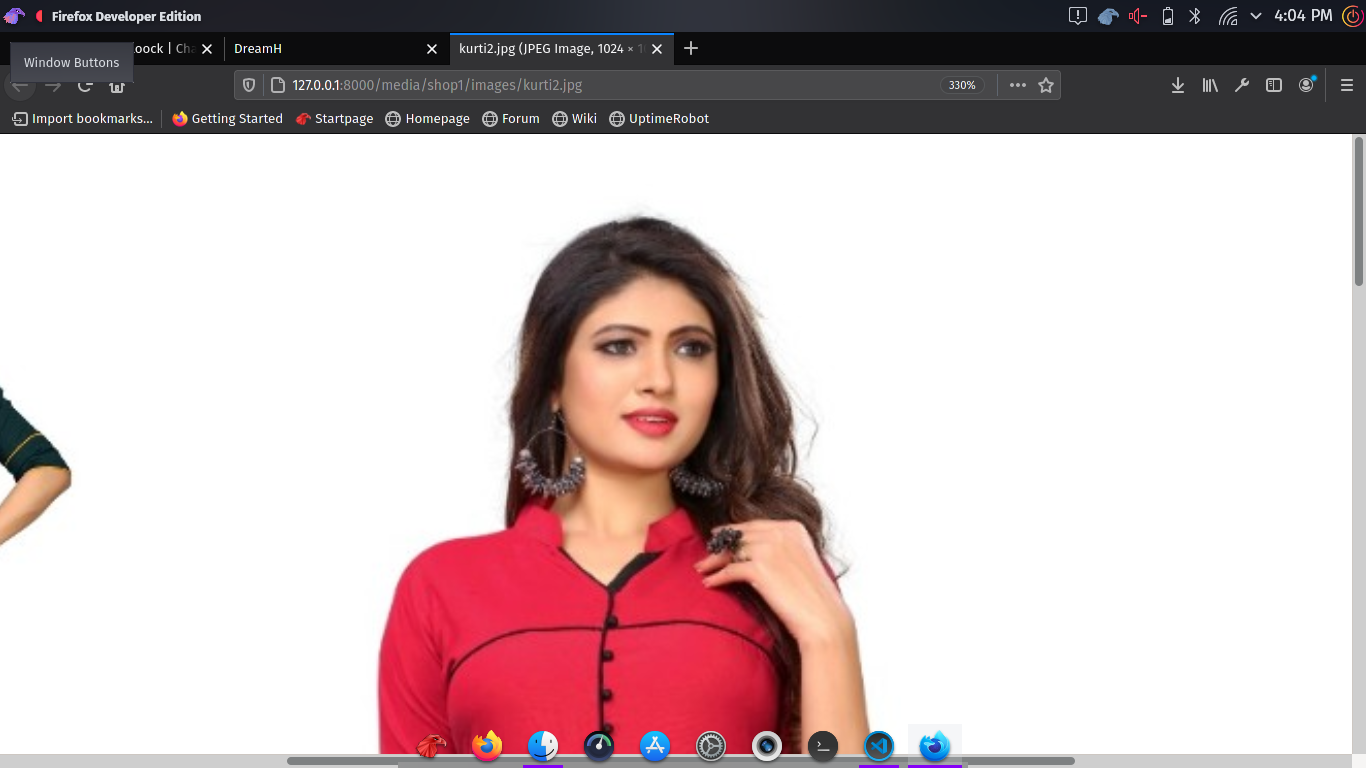 Firefox Developer Edition
4:04 PM
oock | Cha
DreamH
kurti2.jpg (JPEG Image, 1024 ×
Window Buttons
127.0.0.1:8000/media/shop1/images/kurti2.jpg
330%
Import bookmarks...
Getting Started
Startpage
Homepage
Forum
Wiki
UptimeRobot